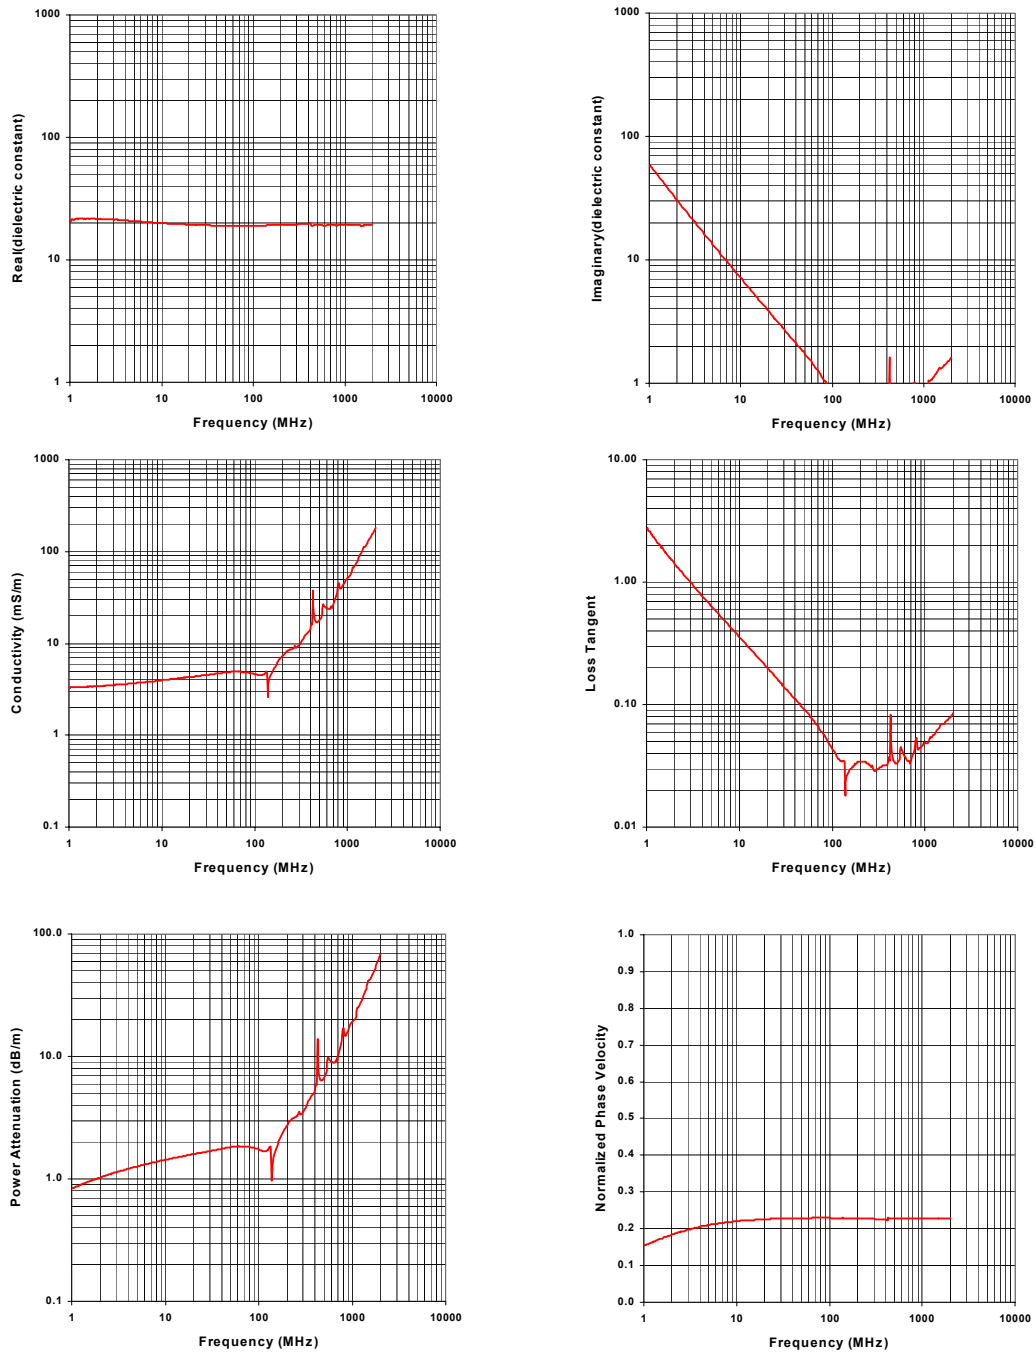 1000
100
10
1
Real(dielectric constant)
1 10 100 1000 10000
Frequency (MHz)
1000
100
10
1
Imaginary(dielectric constant)
1 10 100 1000 10000
Frequency (MHz)
1000
100
10
1
0.1
Conductivity (mS/m)
1 10 100 1000 10000
Frequency (MHz)
10.00
1.00
0.10
0.01
Loss Tangent
1 10 100 1000 10000
Frequency (MHz)
100.0
10.0
1.0
0.1
Power Attenuation (dB/m)
1 10 100 1000 10000
Frequency (MHz)
1.0
0.9
0.8
0.7
0.6
0.5
0.4
0.3
0.2
0.1
0.0
Normalized Phase Velocity
1 10 100 1000 10000
Frequency (MHz)